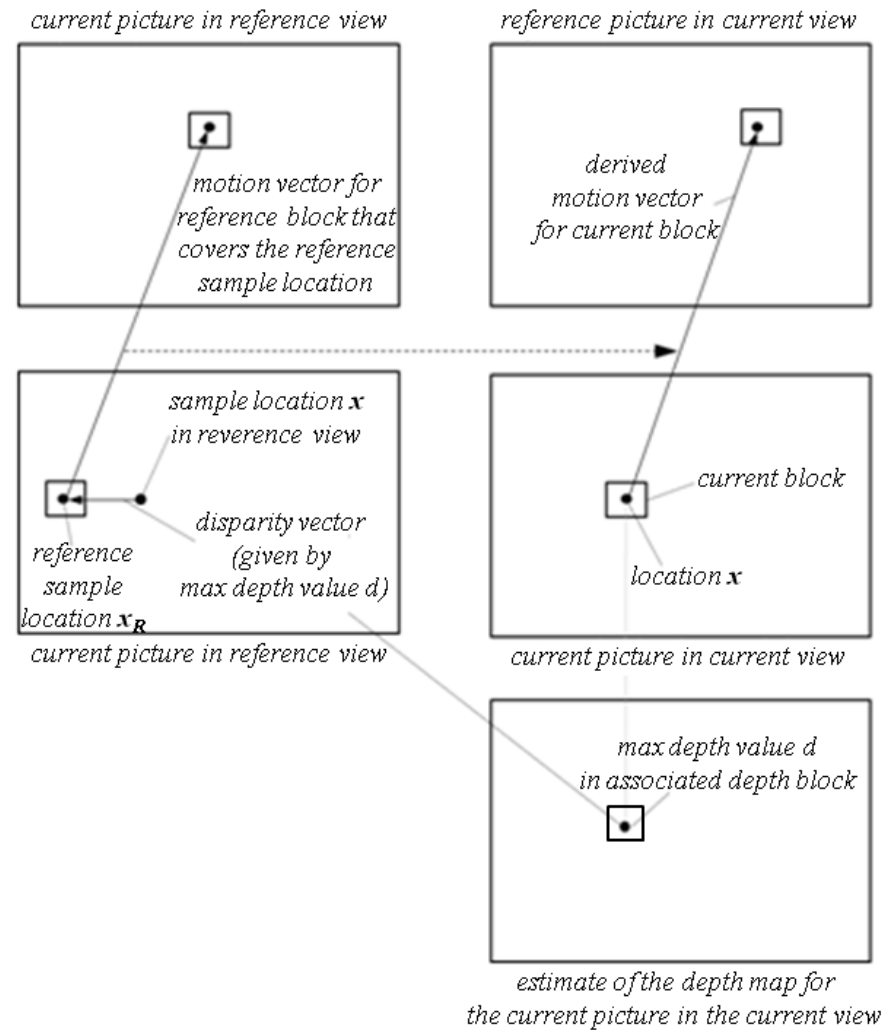 current picture in reference view
reference picture in current view
motion vector for
reference block that
covers the reference
sample location
derived
motion vector
for current block
sample location x
in reverence view
disparity vector
(given by
max depth value d)
reference
sample
location xR
current picture in reference view
current block
location x
current picture in current view
max depth value d
in associated depth block
estimate of the depth map for
the current picture in the current view